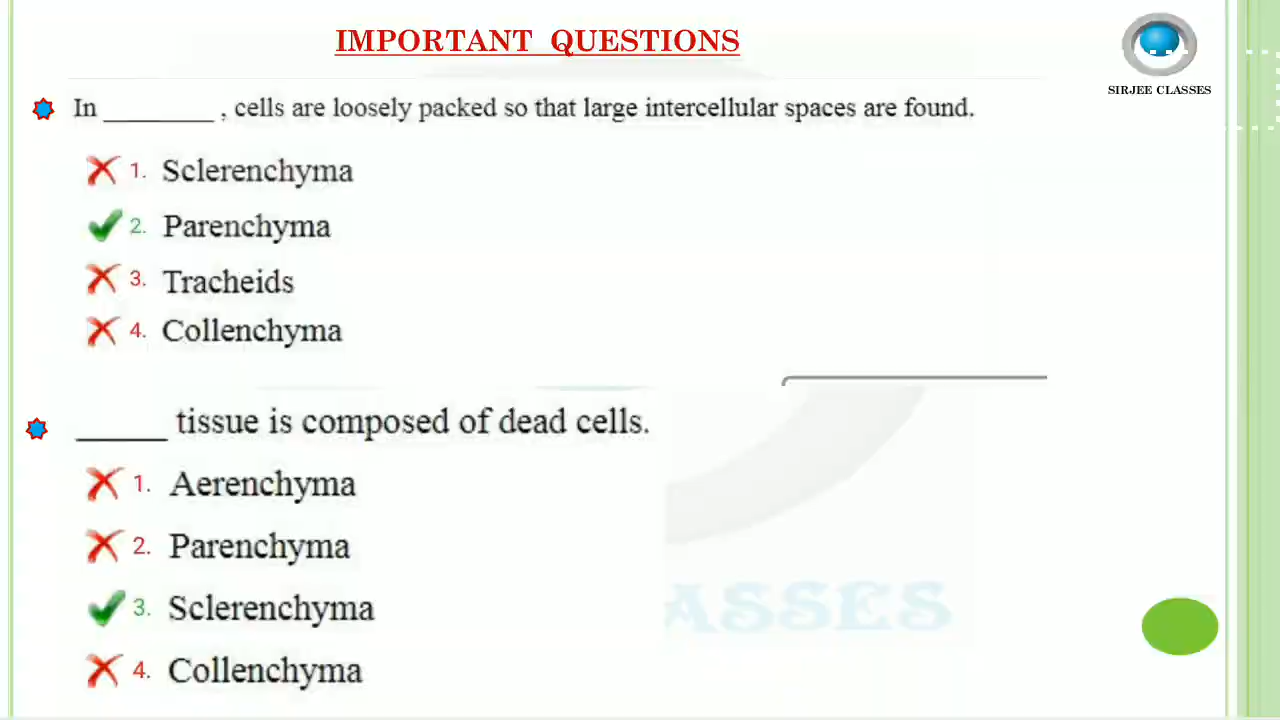 IMPORTANT QUESTIONS
SIRJEE CLASSES
In ________ , cells are loosely packed so that large intercellular spaces are found.
1. Sclerenchyma
2. Parenchyma
3. Tracheids
4. Collenchyma
_____ tissue is composed of dead cells.
1. Aerenchyma
2. Parenchyma
3. Sclerenchyma
4. Collenchyma
ASSES